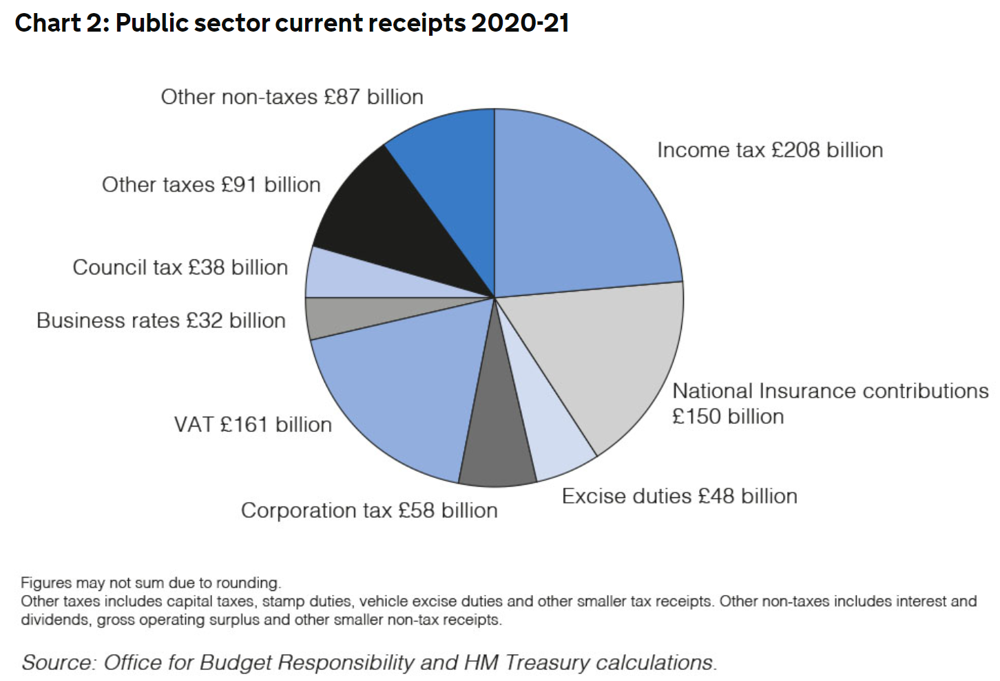 Chart 2: Public sector current receipts 2020-21
Other non-taxes £87 billion
Income tax £208 billion
Other taxes £91 billion
Council tax £38 billion
Business rates £32 billion
National Insurance contributions
£150 billion
VAT £161 billion
Excise duties £48 billion
Corporation tax £58 billion
Figures may not sum due to rounding.
Other taxes includes capital taxes, stamp duties, vehicle excise duties and other smaller tax receipts. Other non-taxes includes interest and
dividends, gross operating surplus and other smaller non-tax receipts.
Source: Office for Budget Responsibility and HM Treasury calculations.